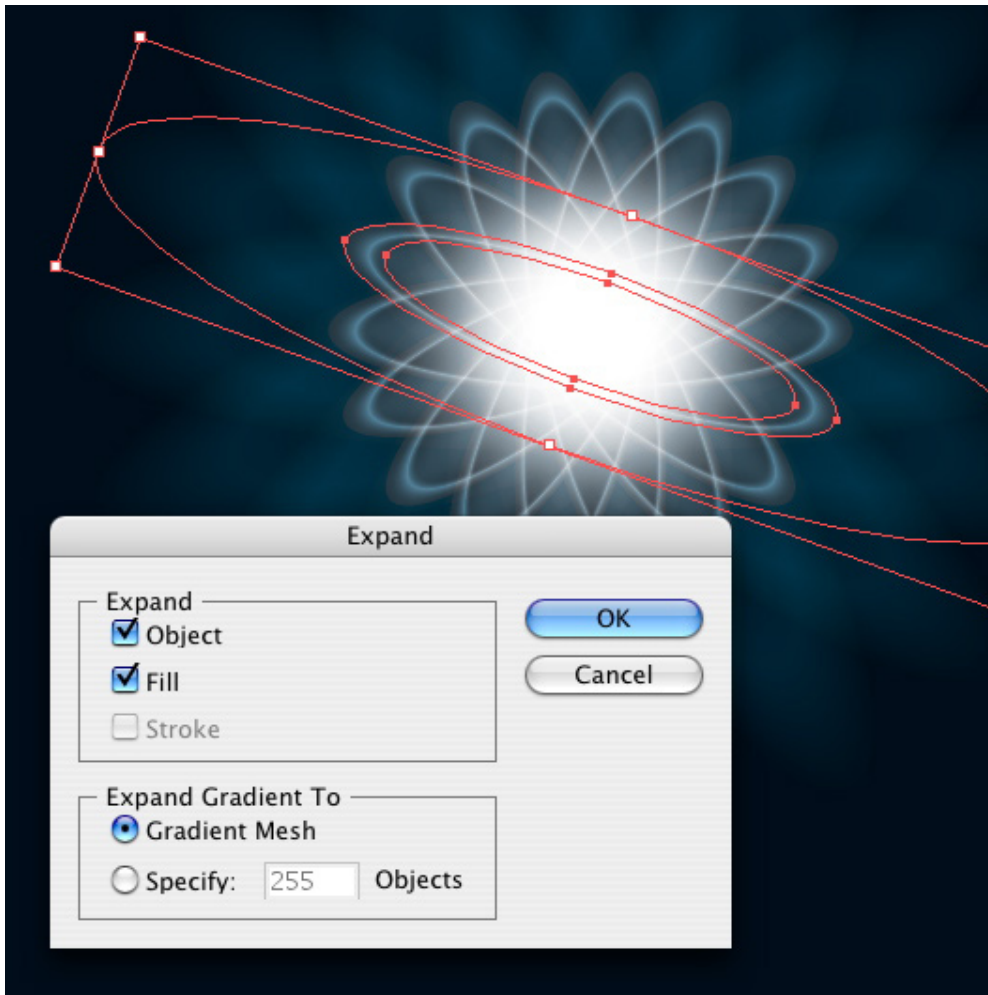 Expand
Expand
Object
Fill
Stroke
OK
Cancel
Expand Gradient To
Gradient Mesh
Specify: 255 Objects